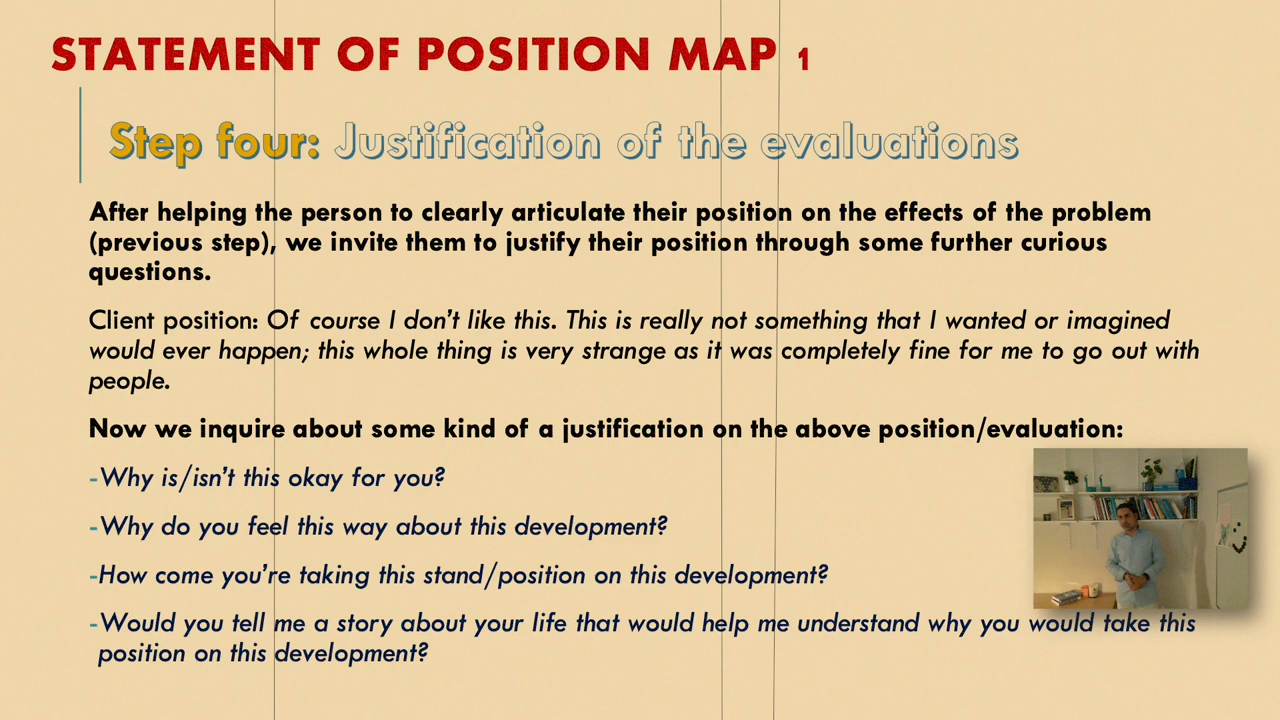 STATEMENT OF POSITION MAP 1
Step four: Justification of the evaluations
After helping the person to clearly articulate their position on the effects of the problem
(previous step), we invite them to justify their position through some further curious
questions.
Client position: Of course I don’t like this. This is really not something that I wanted or imagined
would ever happen; this whole thing is very strange as it was completely fine for me to go out with
people.
Now we inquire about some kind of a justification on the above position/evaluation:
-Why is/isn’t this okay for you?
-Why do you feel this way about this development?
-How come you’re taking this stand/position on this development?
-Would you tell me a story about your life that would help me understand why you would take this
position on this development?